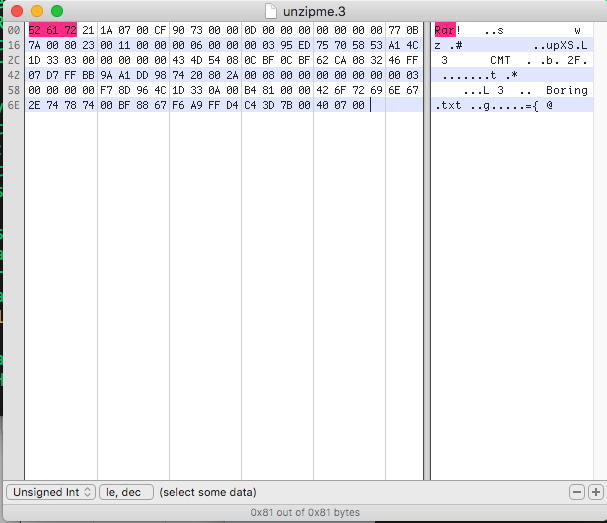 unzipme.3
00 52 61 72 21 1A 07 00 CF 90 73 00 00 0D 00 00 00 00 00 00 00 77 0B Rar! ..s w
16 7A 00 80 23 00 11 00 00 00 06 00 00 00 03 95 ED 75 70 58 53 A1 4C z .# ..upXS.L
2C 1D 33 03 00 00 00 00 00 43 4D 54 08 0C BF 0C BF 62 CA 08 32 46 FF 3 CMT . .b. 2F.
42 07 D7 FF BB 9A A1 DD 98 74 20 80 2A 00 08 00 00 00 00 00 00 00 03 .......t .*
58 00 00 00 00 F7 8D 96 4C 1D 33 0A 00 B4 81 00 00 42 6F 72 69 6E 67 ...L 3 .. Boring
6E 2E 74 78 74 00 BF 88 67 F6 A9 FF D4 C4 3D 7B 00 40 07 00 .txt ..g.....={ @
Unsigned Int le, dec (select some data)
0x81 out of 0x81 bytes